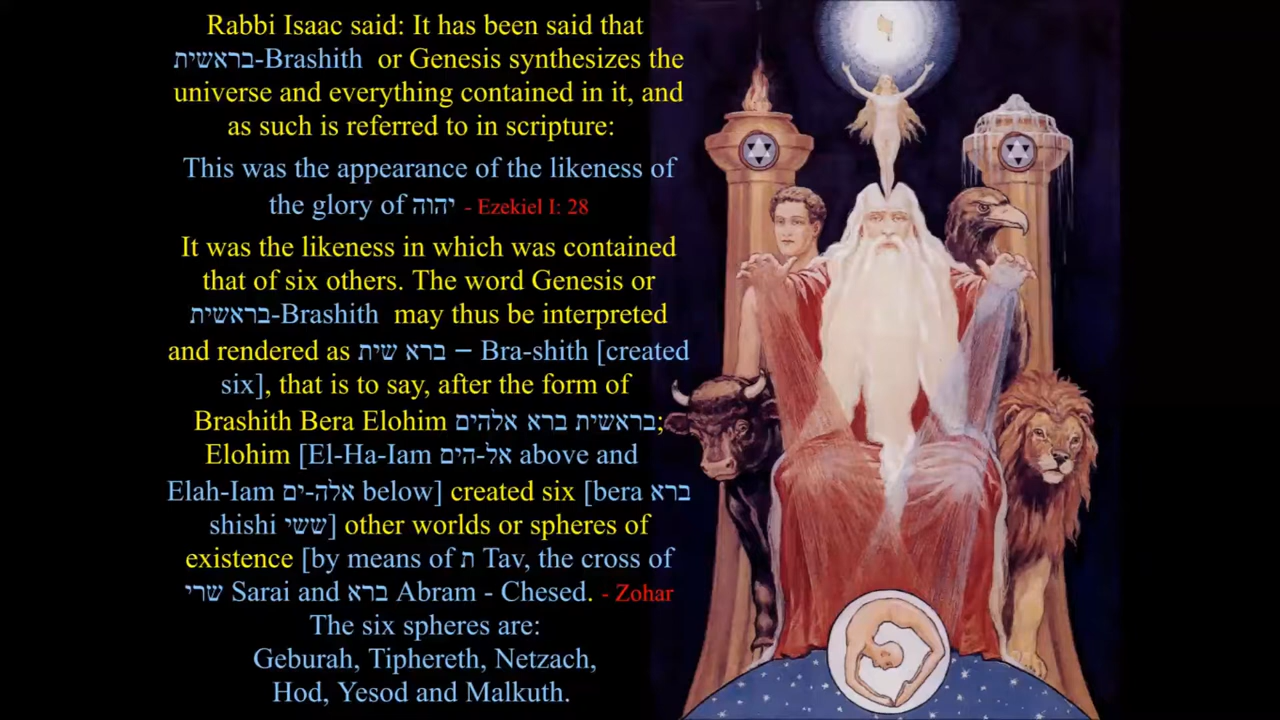 Rabbi Isaac said: It has been said that
בראשית-Brashith or Genesis synthesizes the
universe and everything contained in it, and
as such is referred to in scripture:
This was the appearance of the likeness of
the glory of יהוה - Ezekiel I: 28
It was the likeness in which was contained
that of six others. The word Genesis or
בראשית-Brashith may thus be interpreted
and rendered as ברא שית – Bra-shith [created
six], that is to say, after the form of
Brashith Bera Elohim בראשית ברא אלהים;
Elohim [El-Ha-Iam אל-הים above and
Elah-Iam אלה-ים below] created six [bera ברא
shishi ששי] other worlds or spheres of
existence [by means of ת Tav, the cross of
שרי Sarai and ברא Abram - Chesed. - Zohar
The six spheres are:
Geburah, Tiphereth, Netzach,
Hod, Yesod and Malkuth.